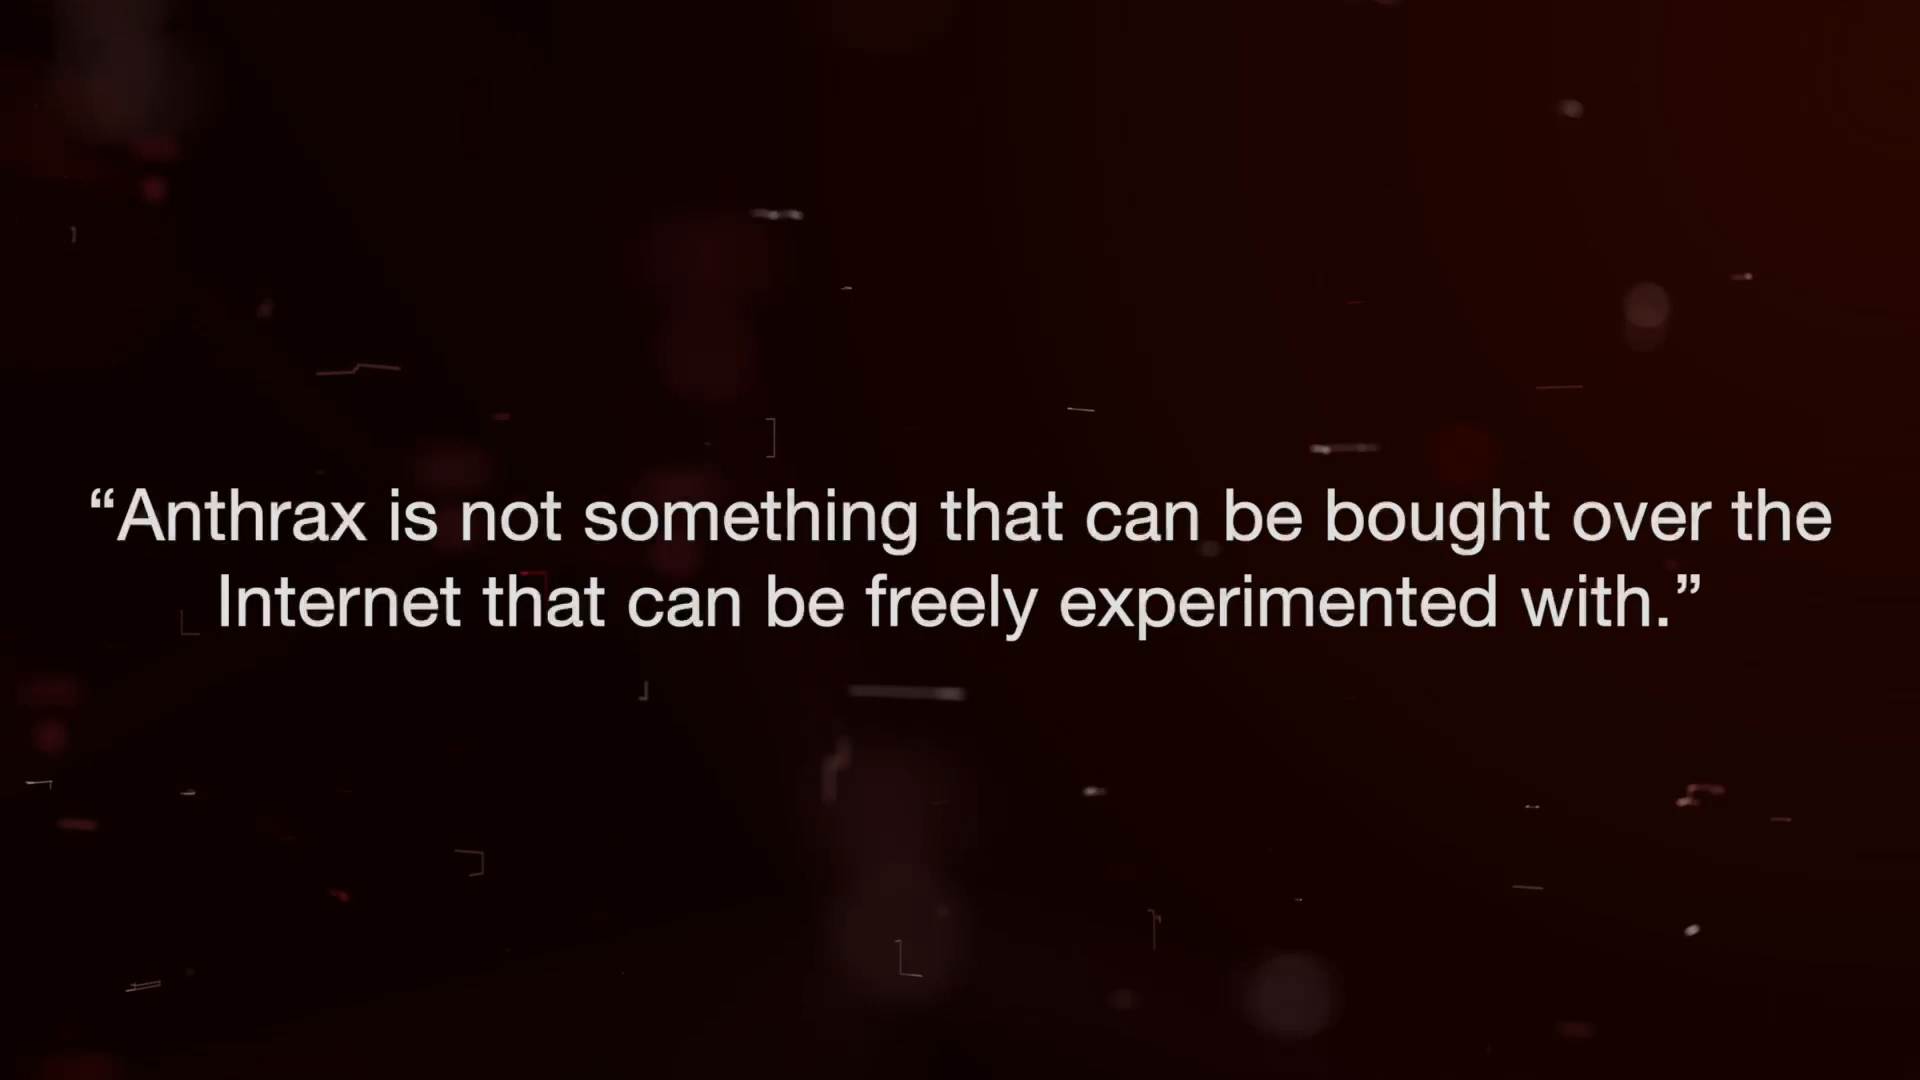 “Anthrax is not something that can be bought over the
Internet that can be freely experimented with.”